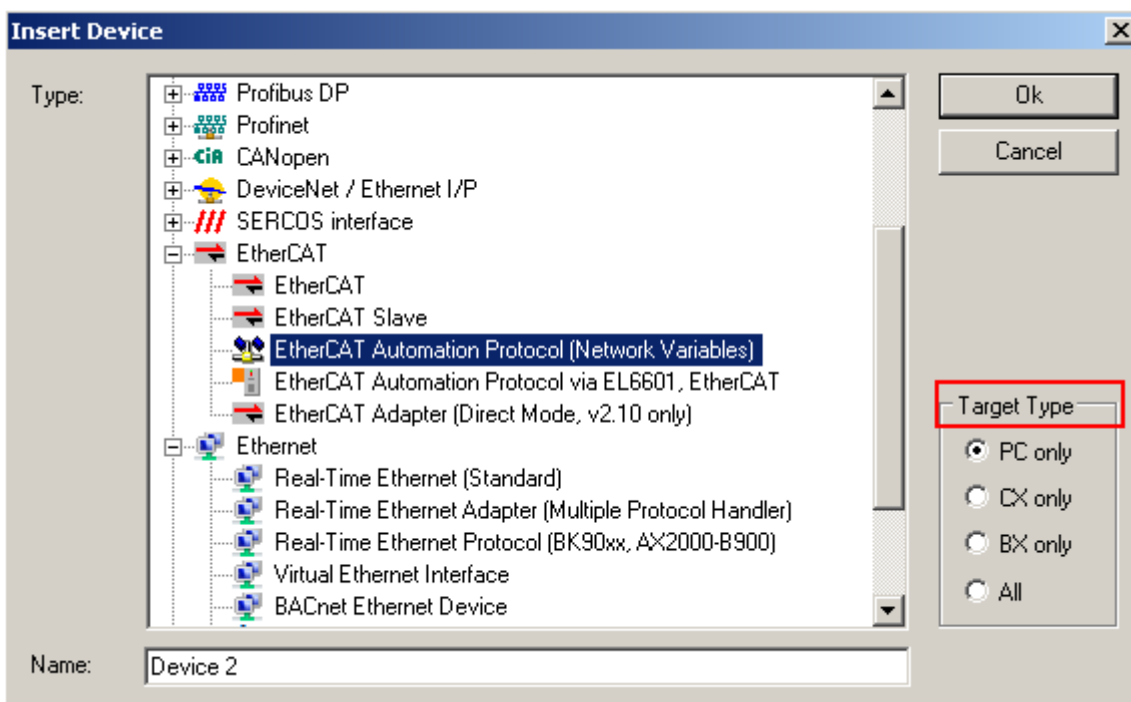 Insert Device
Type:
Profibus DP
Profinet
CiA CANopen
DeviceNet / Ethernet I/P
SERCOS interface
EtherCAT
EtherCAT
EtherCAT Slave
EtherCAT Automation Protocol (Network Variables)
EtherCAT Automation Protocol via EL6601, EtherCAT
EtherCAT Adapter (Direct Mode, v2.10 only)
Ethernet
Real-Time Ethernet (Standard)
Real-Time Ethernet Adapter (Multiple Protocol Handler)
Real-Time Ethernet Protocol (BK90xx, AX2000-B900)
Virtual Ethernet Interface
BACnet Ethernet Device
Ok
Cancel
Target Type
PC only
CX only
BX only
All
Name:
Device 2